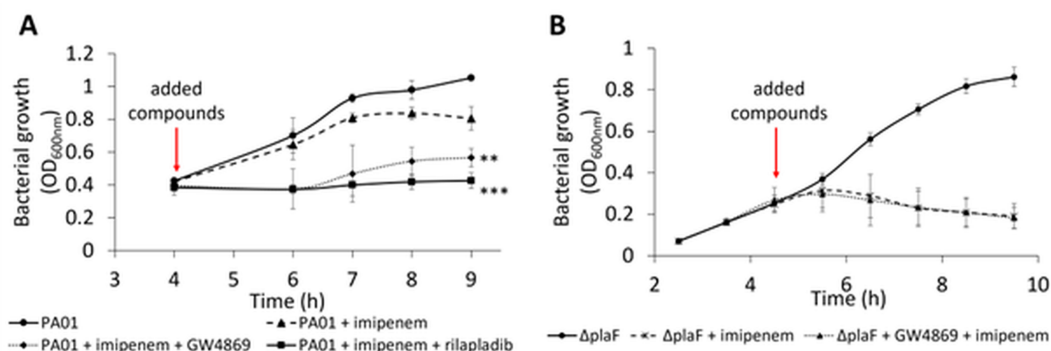 A
Bacterial growth
(OD600nm)
1.2
1
0.8
0.6
0.4
0.2
0
added
compounds
**
***
3 4 5 6 7 8 9
Time (h)
PA01
PA01 + imipenem
PA01 + imipenem + GW4869
PA01 + imipenem + rilapladib
B
Bacterial growth
(OD600nm)
1
0.8
0.6
0.4
0.2
0
added
compounds
2 4 6 8 10
Time (h)
ΔplaF
ΔplaF + imipenem
ΔplaF + GW4869 + imipenem